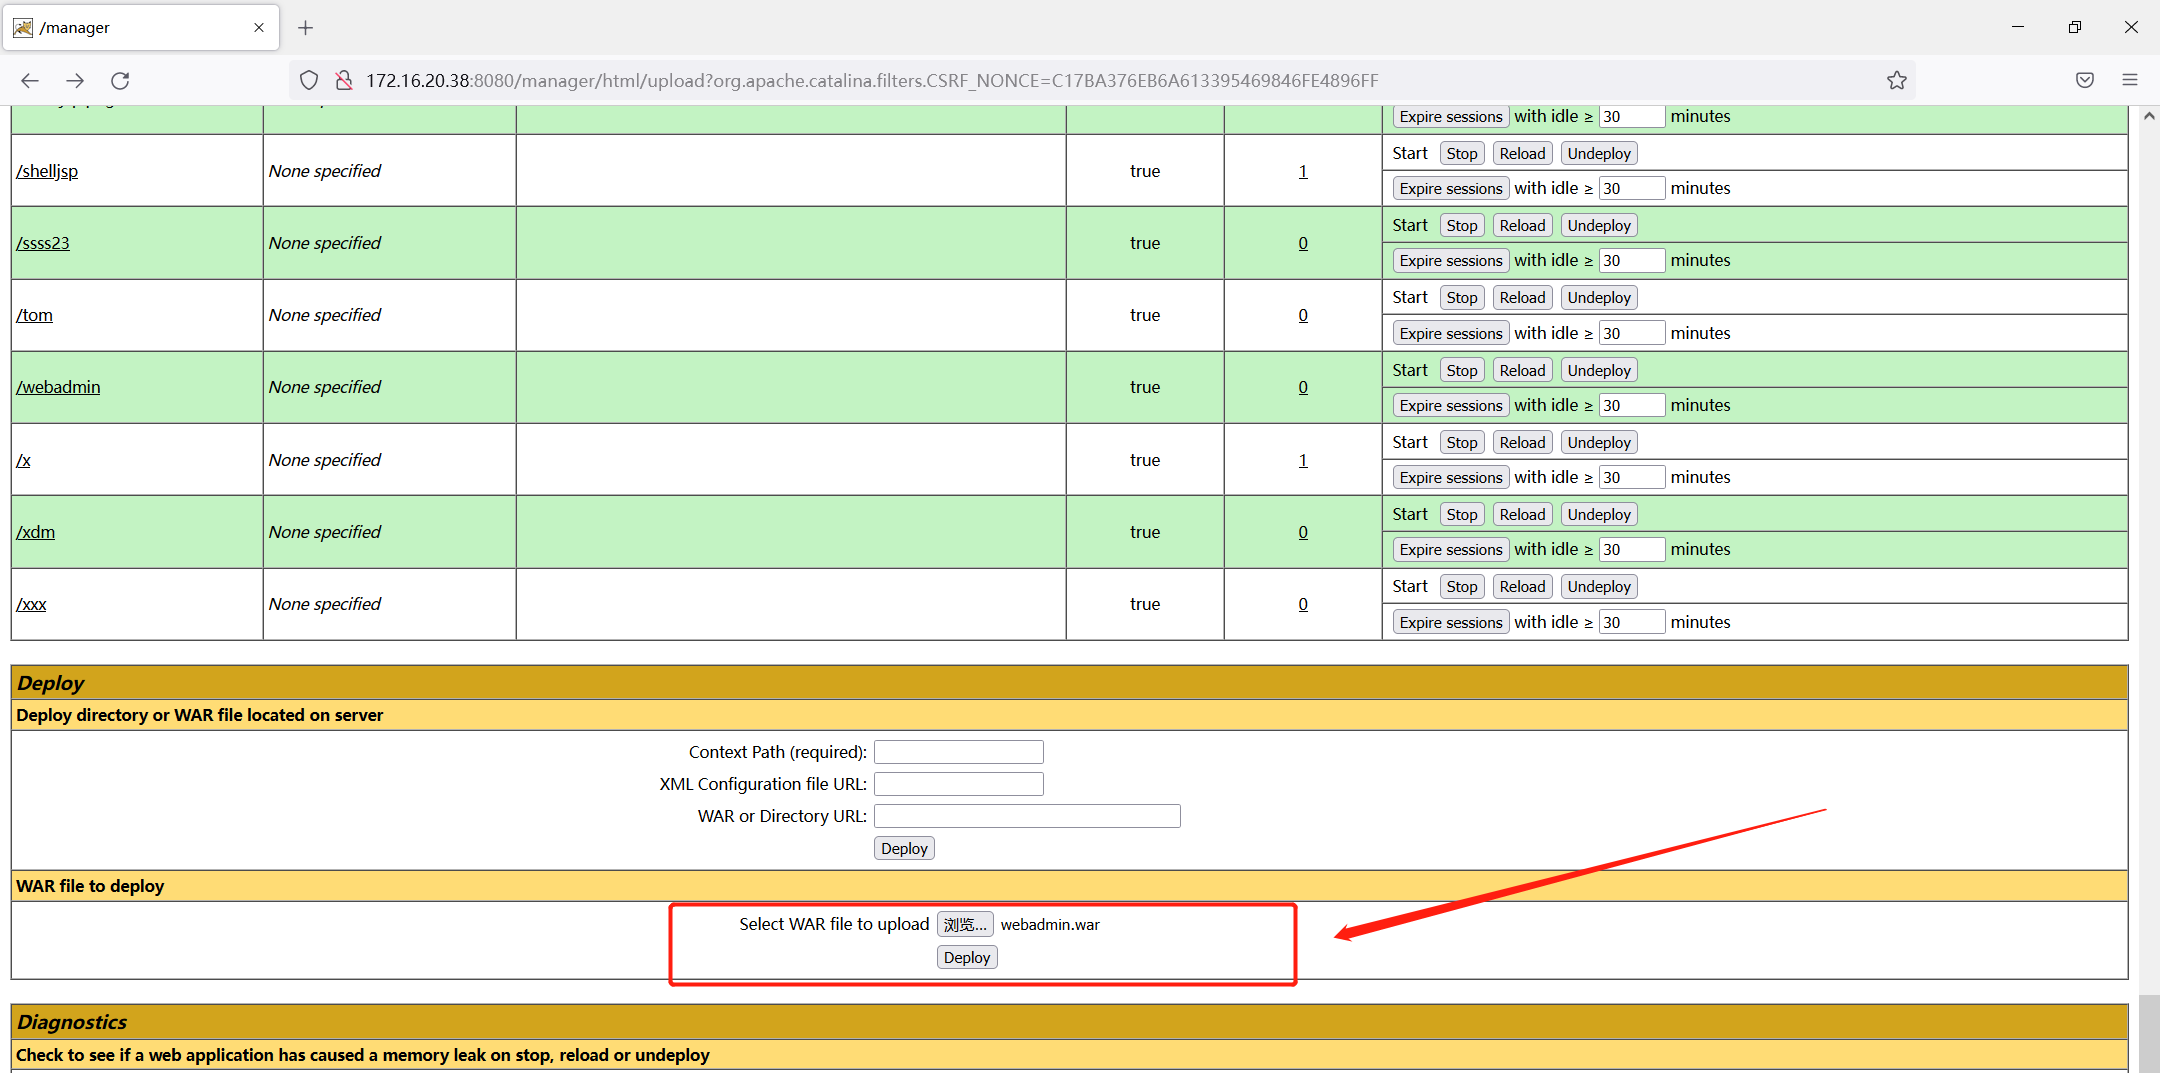 /manager
172.16.20.38:8080/manager/html/upload?org.apache.catalina.filters.CSRF_NONCE=C17BA376EB6A613395469846FE4896FF
Expire sessions with idle ≥ 30 minutes
/shelljsp None specified true 1 Start Stop Reload Undeploy
Expire sessions with idle ≥ 30 minutes
/ssss23 None specified true 0 Start Stop Reload Undeploy
Expire sessions with idle ≥ 30 minutes
/tom None specified true 0 Start Stop Reload Undeploy
Expire sessions with idle ≥ 30 minutes
/webadmin None specified true 0 Start Stop Reload Undeploy
Expire sessions with idle ≥ 30 minutes
/x None specified true 1 Start Stop Reload Undeploy
Expire sessions with idle ≥ 30 minutes
/xdm None specified true 0 Start Stop Reload Undeploy
Expire sessions with idle ≥ 30 minutes
/xxx None specified true 0 Start Stop Reload Undeploy
Expire sessions with idle ≥ 30 minutes
Deploy
Deploy directory or WAR file located on server
Context Path (required):
XML Configuration file URL:
WAR or Directory URL:
Deploy
WAR file to deploy
Select WAR file to upload 浏览... webadmin.war
Deploy
Diagnostics
Check to see if a web application has caused a memory leak on stop, reload or undeploy